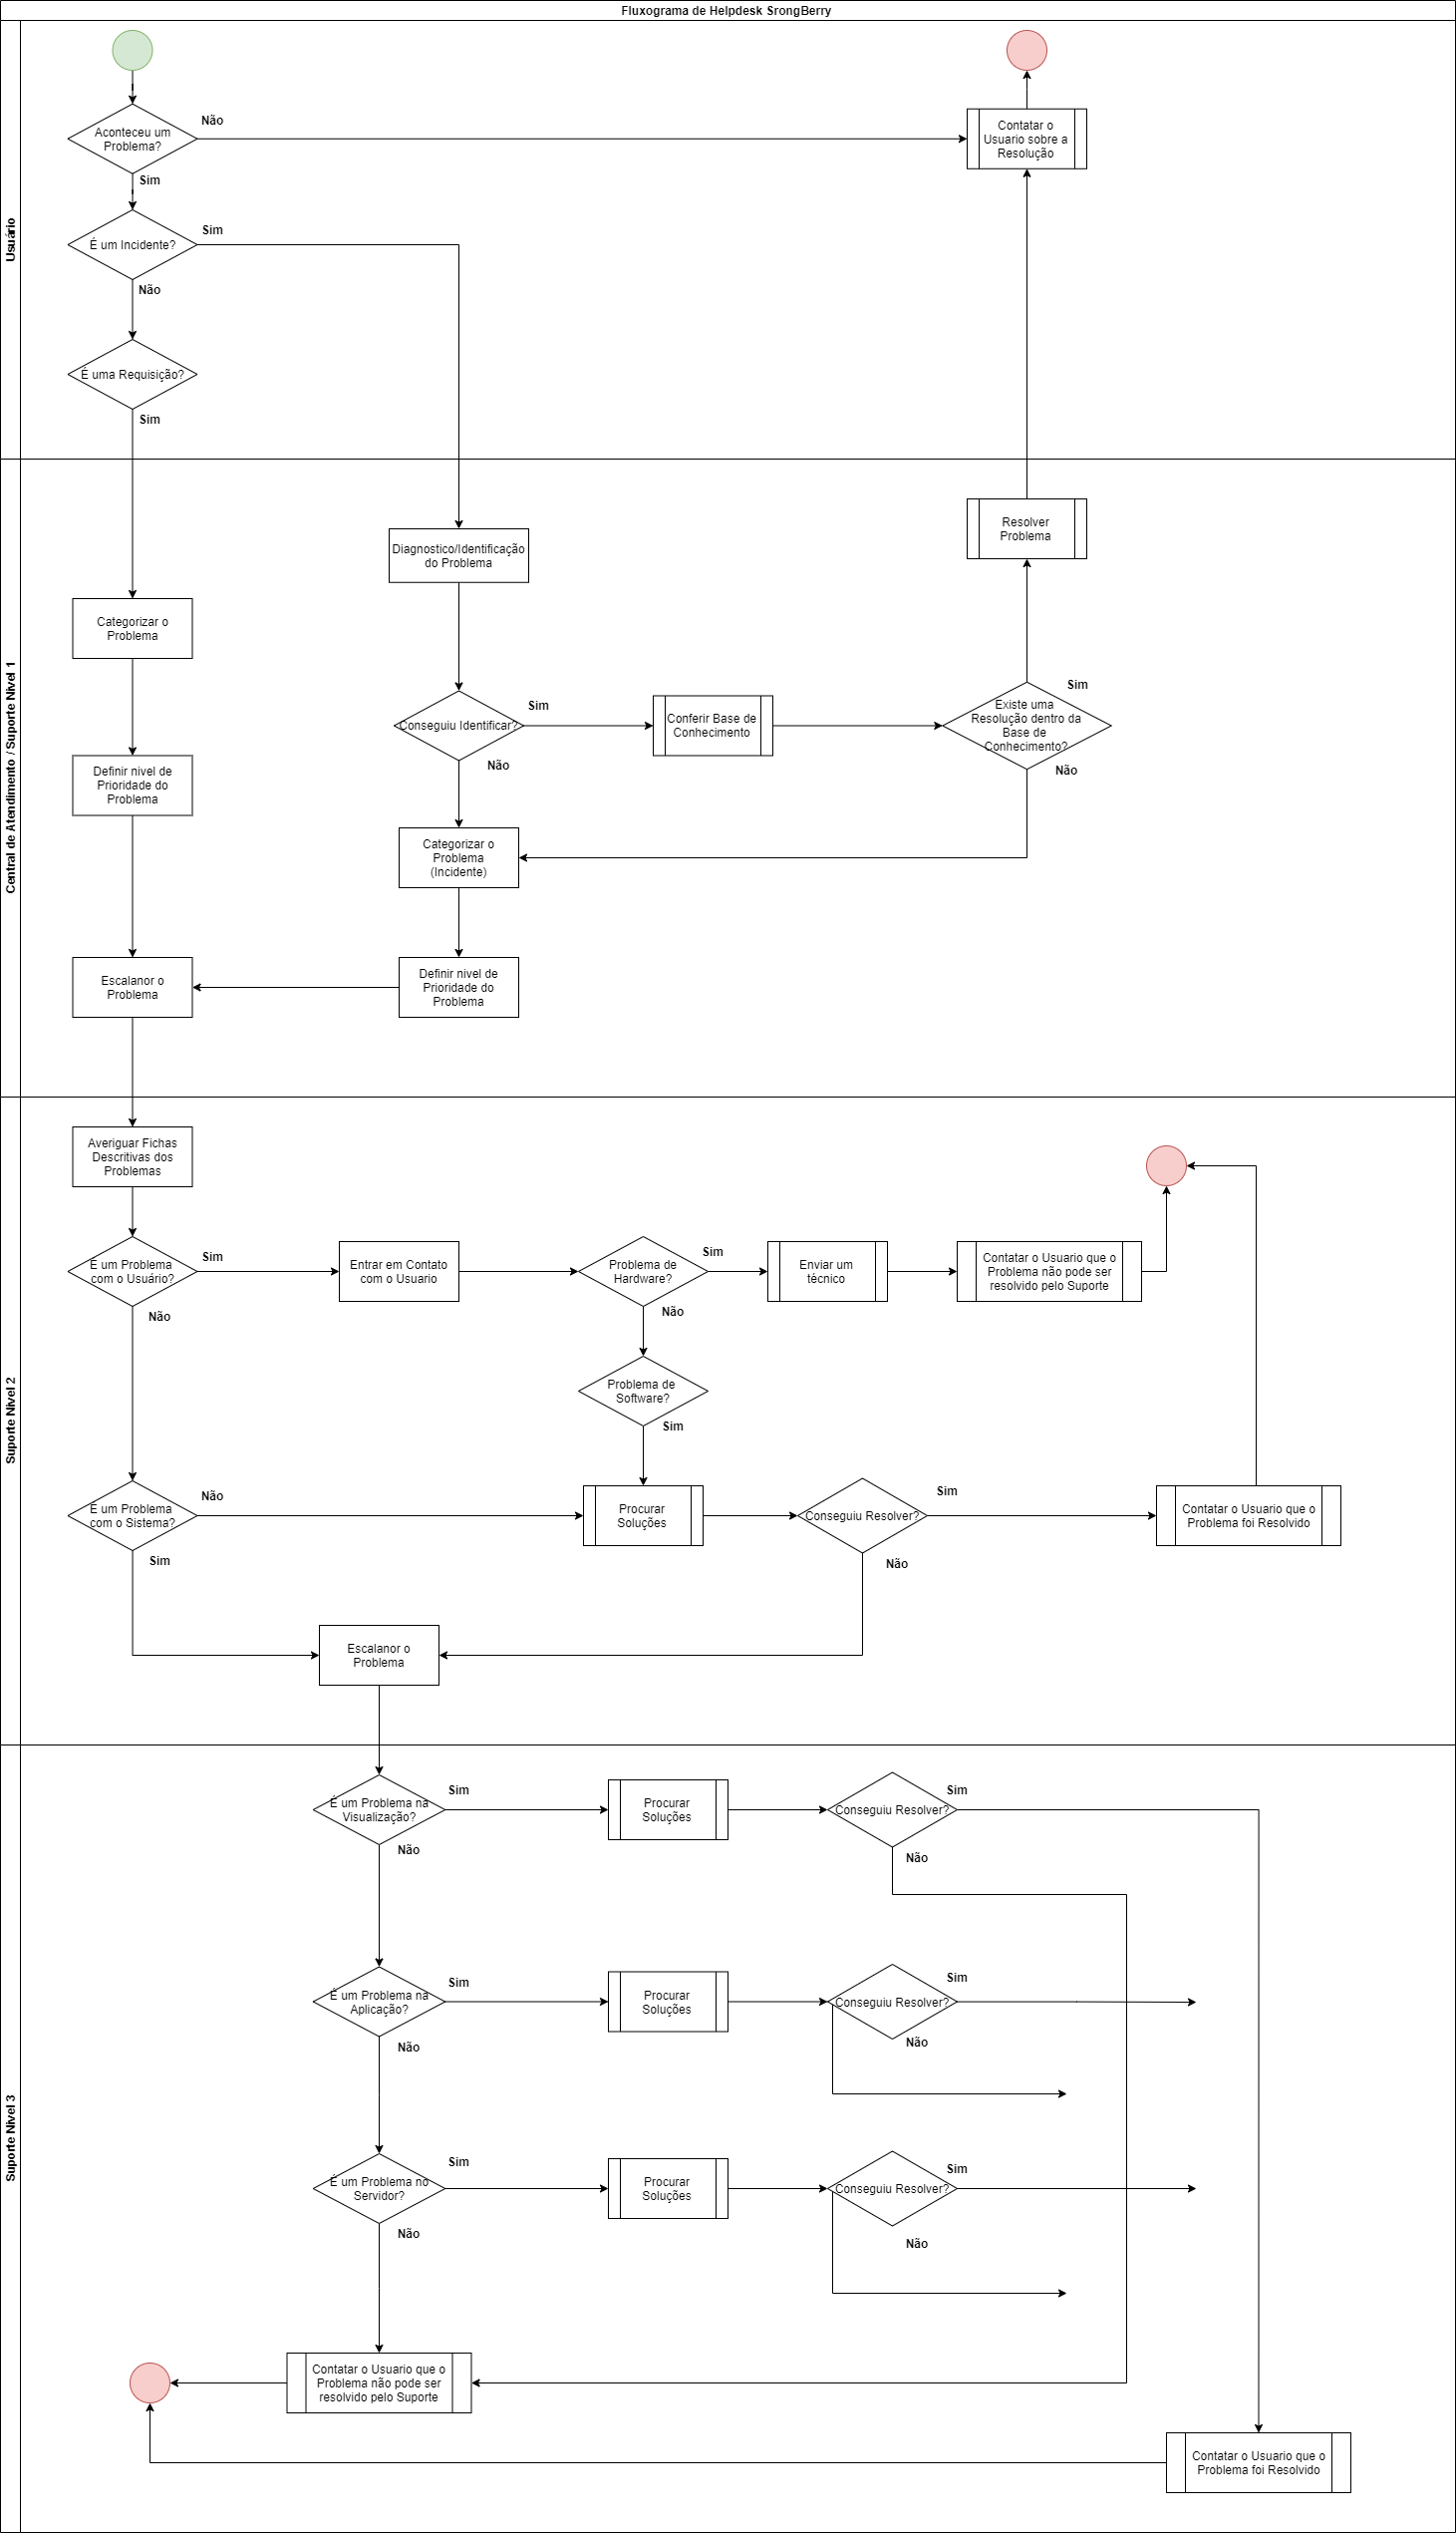 Fluxograma de Helpdesk SrongBerry
Usuário
Aconteceu um
Problema?
Não
Sim
Contatar o
Usuario sobre a
Resolução
É um Incidente?
Sim
Não
É uma Requisição?
Sim
Central de Atendimento / Suporte Nivel 1
Resolver
Problema
Diagnostico/Identificação
do Problema
Categorizar o
Problema
Conseguiu Identificar?
Sim
Não
Conferir Base de
Conhecimento
Existe uma
Resolução dentro da
Base de
Conhecimento?
Sim
Não
Definir nivel de
Prioridade do
Problema
Categorizar o
Problema
(Incidente)
Escalanor o
Problema
Definir nivel de
Prioridade do
Problema
Suporte Nivel 2
Averiguar Fichas
Descritivas dos
Problemas
É um Problema
com o Usuário?
Sim
Não
Entrar em Contato
com o Usuario
Problema de
Hardware?
Sim
Não
Enviar um
técnico
Contatar o Usuario que o
Problema não pode ser
resolvido pelo Suporte
Problema de
Software?
Sim
É um Problema
com o Sistema?
Não
Sim
Procurar
Soluções
Conseguiu Resolver?
Sim
Não
Contatar o Usuario que o
Problema foi Resolvido
Escalanor o
Problema
Suporte Nivel 3
É um Problema na
Visualização?
Sim
Não
Procurar
Soluções
Conseguiu Resolver?
Sim
Não
É um Problema na
Aplicação?
Sim
Não
Procurar
Soluções
Conseguiu Resolver?
Sim
Não
É um Problema no
Servidor?
Sim
Não
Procurar
Soluções
Conseguiu Resolver?
Sim
Não
Contatar o Usuario que o
Problema não pode ser
resolvido pelo Suporte
Contatar o Usuario que o
Problema foi Resolvido